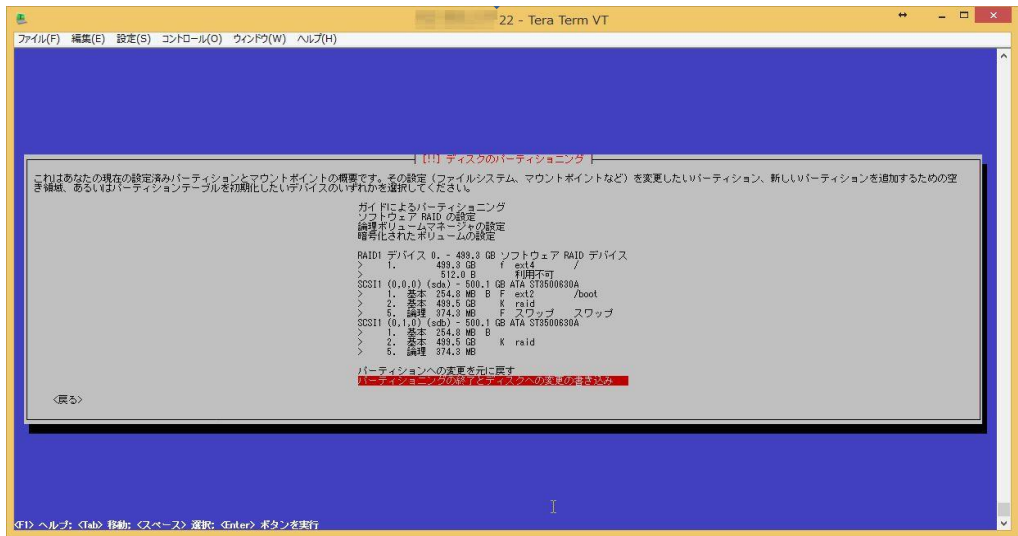 22 - Tera Term VT
ファイル(F) 編集(E) 設定(S) コントロール(O) ウィンドウ(W) ヘルプ(H)
[!!] ディスクのパーティショニング
これはあなたの現在の設定済みパーティションとマウントポイントの概要です。その設定 (ファイルシステム、マウントポイントなど) を変更したいパーティション、新しいパーティションを追加するための空
き領域、あるいはパーティションテーブルを初期化したいデバイスのいずれかを選択してください。
ガイドによるパーティショニング
ソフトウェア RAID の設定
論理ボリュームマネージャの設定
暗号化されたボリュームの設定
RAID1 デバイス 0. - 499.3 GB ソフトウェア RAID デバイス
> 1. 499.3 GB f ext4 /
> 512.0 B 利用不可
SCSI1 (0,0,0) (sda) - 500.1 GB ATA ST3500630A
> 1. 基本 254.8 MB B F ext2 /boot
> 2. 基本 499.5 GB K raid
> 5. 論理 374.3 MB F スワップ スワップ
SCSI1 (0,1,0) (sdb) - 500.1 GB ATA ST3500630A
> 1. 基本 254.8 MB B
> 2. 基本 499.5 GB K raid
> 5. 論理 374.3 MB
パーティションへの変更を元に戻す
パーティショニングの終了とディスクへの変更の書き込み
<戻る>
<F1> ヘルプ; <Tab> 移動; <スペース> 選択; <Enter> ボタンを実行